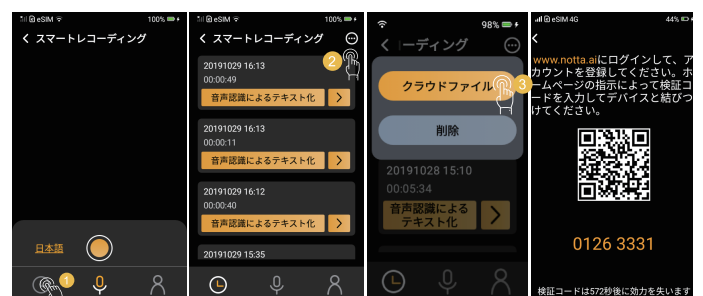 eSIM
100%
スマートレコーディング
日本語
1
eSIM
100%
スマートレコーディング
2
20191029 16:13
00:00:49
音声認識によるテキスト化
20191029 16:13
00:00:11
音声認識によるテキスト化
20191029 16:12
00:00:40
音声認識によるテキスト化
20191029 15:35
98%
ーディング
クラウドファイル
3
削除
20191028 15:10
00:05:34
音声認識による
テキスト化
eSIM 4G
44%
www.notta.aiにログインして、ア
カウントを登録してください。ホ
ームページの指示によって検証コ
ードを入力してデバイスと結びつ
けてください。
0126 3331
検証コードは572秒後に効力を失います